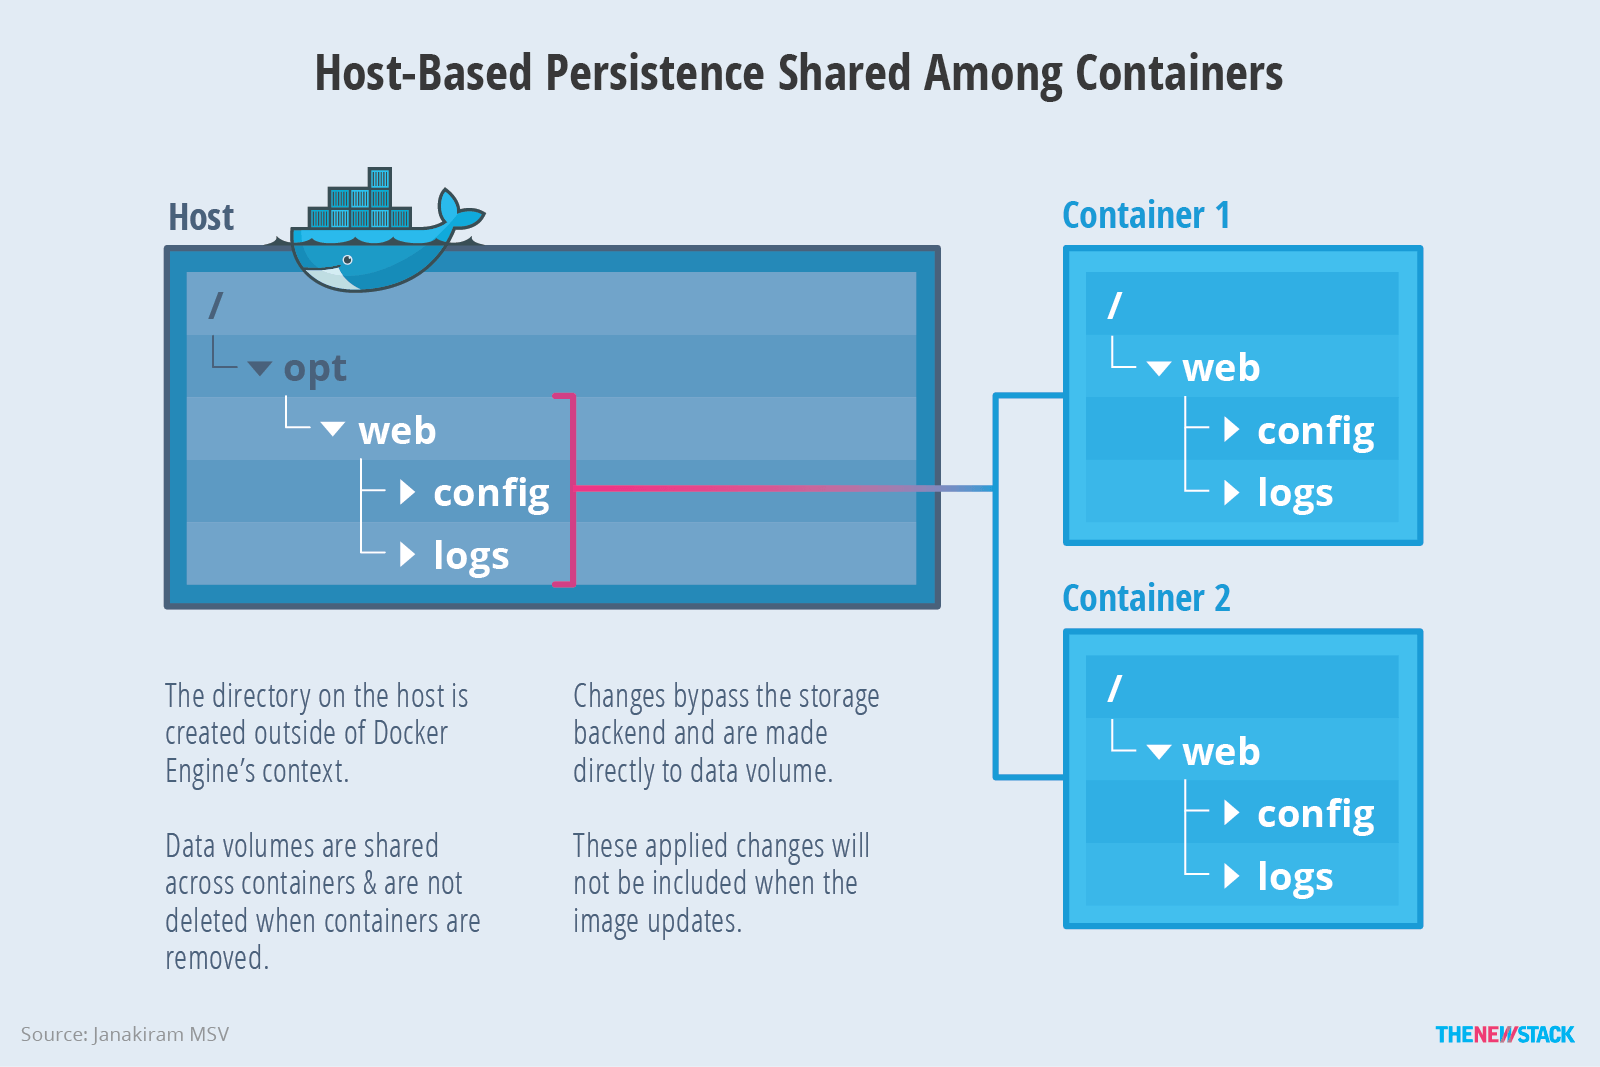 Host-Based Persistence Shared Among Containers
Host
/
opt
web
config
logs
Container 1
/
web
config
logs
Container 2
/
web
config
logs
The directory on the host is
created outside of Docker
Engine’s context.
Data volumes are shared
across containers & are not
deleted when containers are
removed.
Changes bypass the storage
backend and are made
directly to data volume.
These applied changes will
not be included when the
image updates.
Source: Janakiram MSV
THENEWSTACK